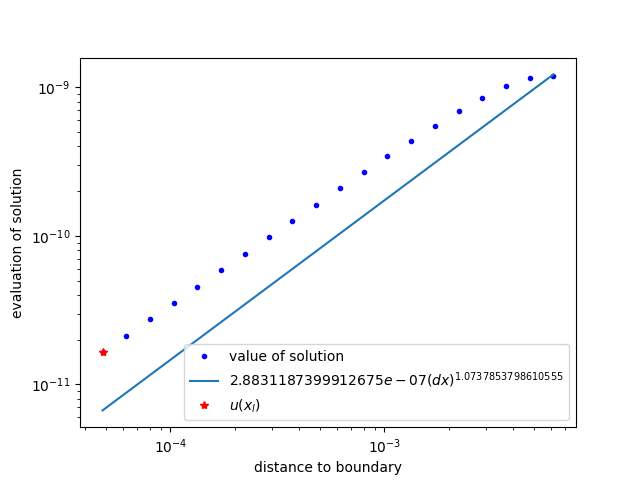 10⁻⁹
10⁻¹⁰
10⁻¹¹
evaluation of solution
value of solution
2.8831187399912675e − 07(dx)^1.0737853798610555
u(x_l)
10⁻⁴
10⁻³
distance to boundary